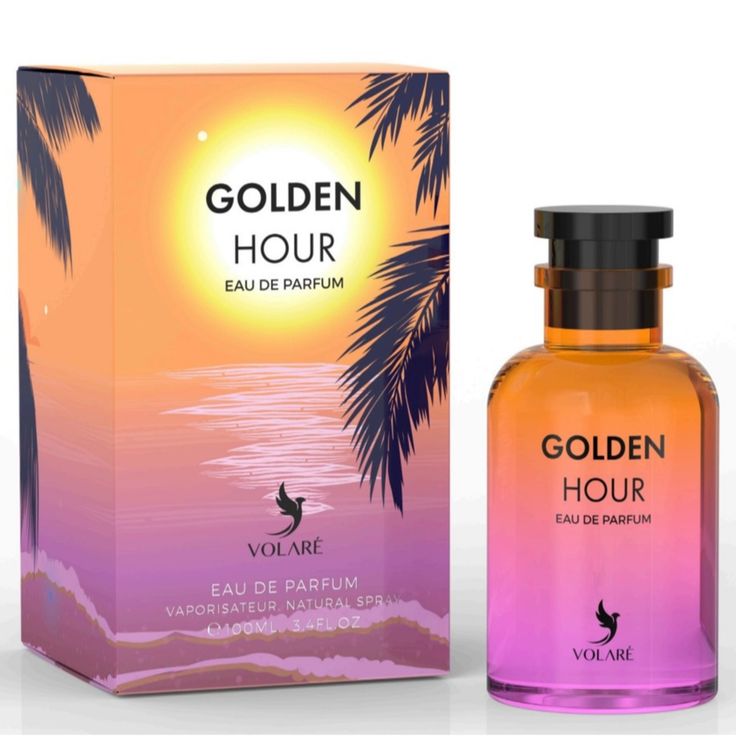 GOLDEN
HOUR
EAU DE PARFUM
VOLARÉ
EAU DE PARFUM
VAPORISATEUR. NATURAL SPRAY
℮100ML. 3.4FL.OZ
GOLDEN
HOUR
EAU DE PARFUM
VOLARÉ